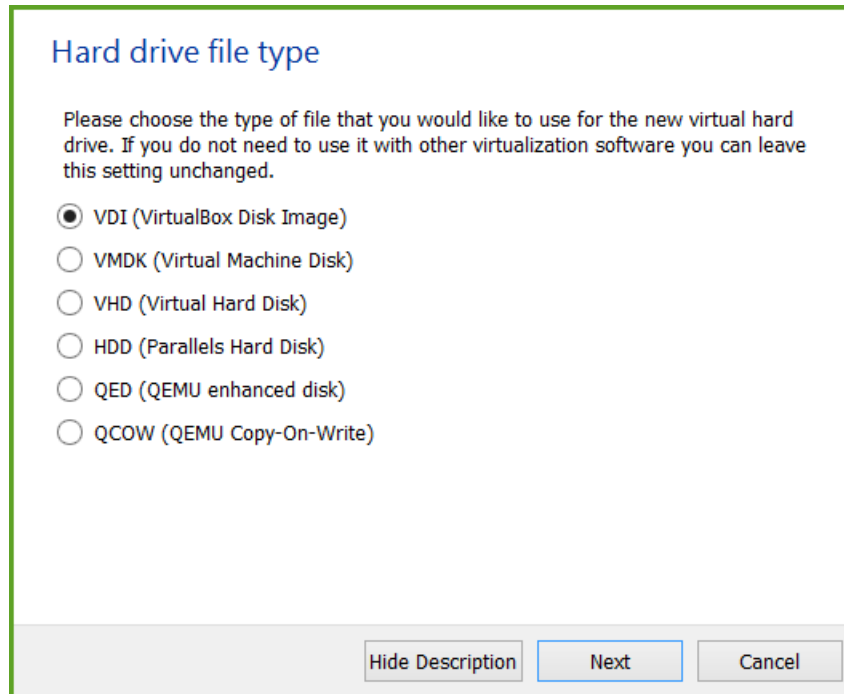 Hard drive file type
Please choose the type of file that you would like to use for the new virtual hard
drive. If you do not need to use it with other virtualization software you can leave
this setting unchanged.
VDI (VirtualBox Disk Image)
VMDK (Virtual Machine Disk)
VHD (Virtual Hard Disk)
HDD (Parallels Hard Disk)
QED (QEMU enhanced disk)
QCOW (QEMU Copy-On-Write)
Hide Description Next Cancel